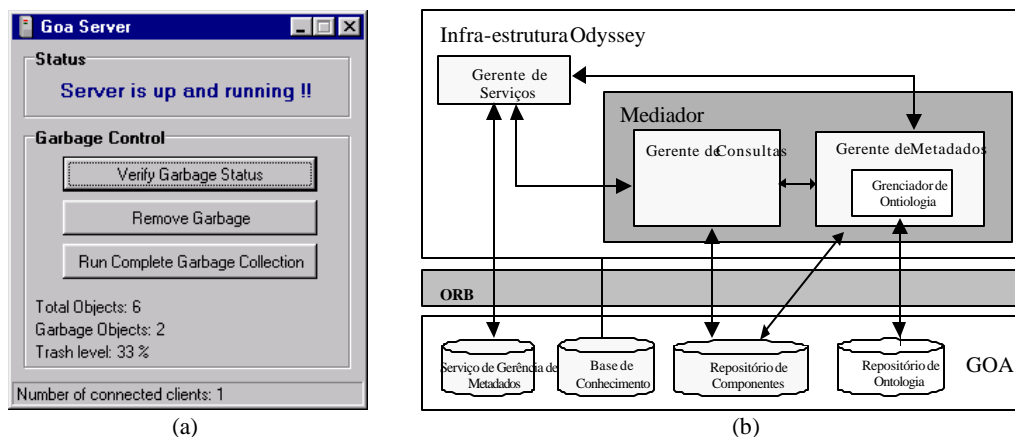 Goa Server
Status
Server is up and running !!
Garbage Control
Verify Garbage Status
Remove Garbage
Run Complete Garbage Collection
Total Objects: 6
Garbage Objects: 2
Trash level: 33 %
Number of connected clients: 1
(a)
Infra-estrutura Odyssey
Gerente de
Serviços
Mediador
Gerente de Consultas
Gerente de Metadados
Grenciador de
Ontiologia
ORB
Serviço de Gerência de
Metadados
Base de
Conhecimento
Repositório de
Componentes
Repositório de
Ontologia
GOA
(b)